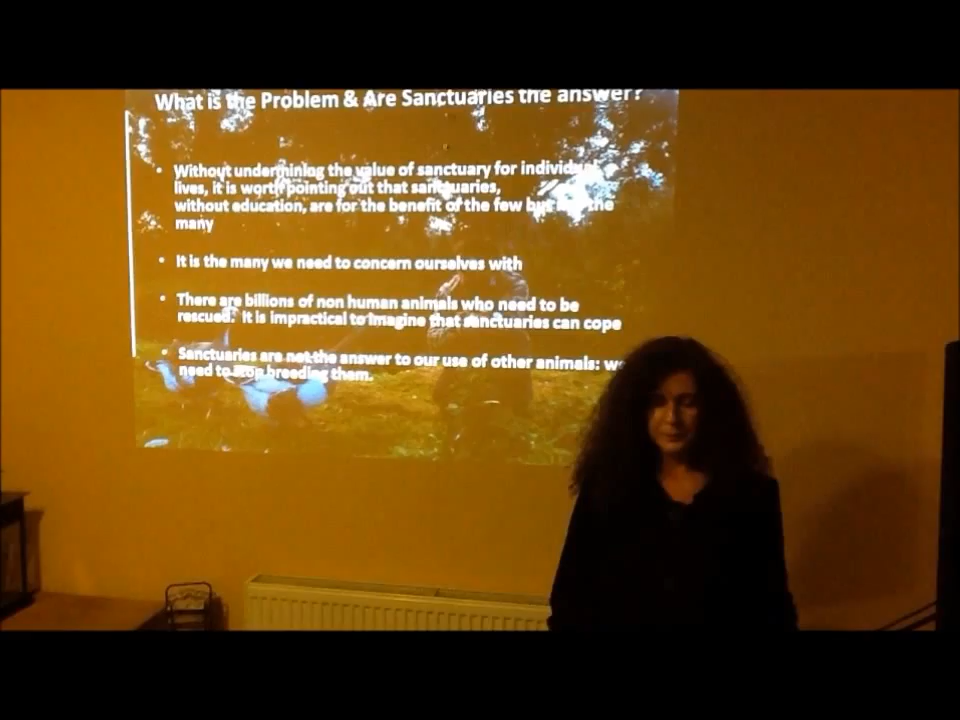 What is the Problem & Are Sanctuaries the answer?
• Without undermining the value of sanctuary for individual
lives, it is worth pointing out that sanctuaries,
without education, are for the benefit of the few but the
many
• It is the many we need to concern ourselves with
• There are billions of non human animals who need to be
rescued. It is impractical to imagine that sanctuaries can cope
• Sanctuaries are not the answer to our use of other animals: we
need to stop breeding them.